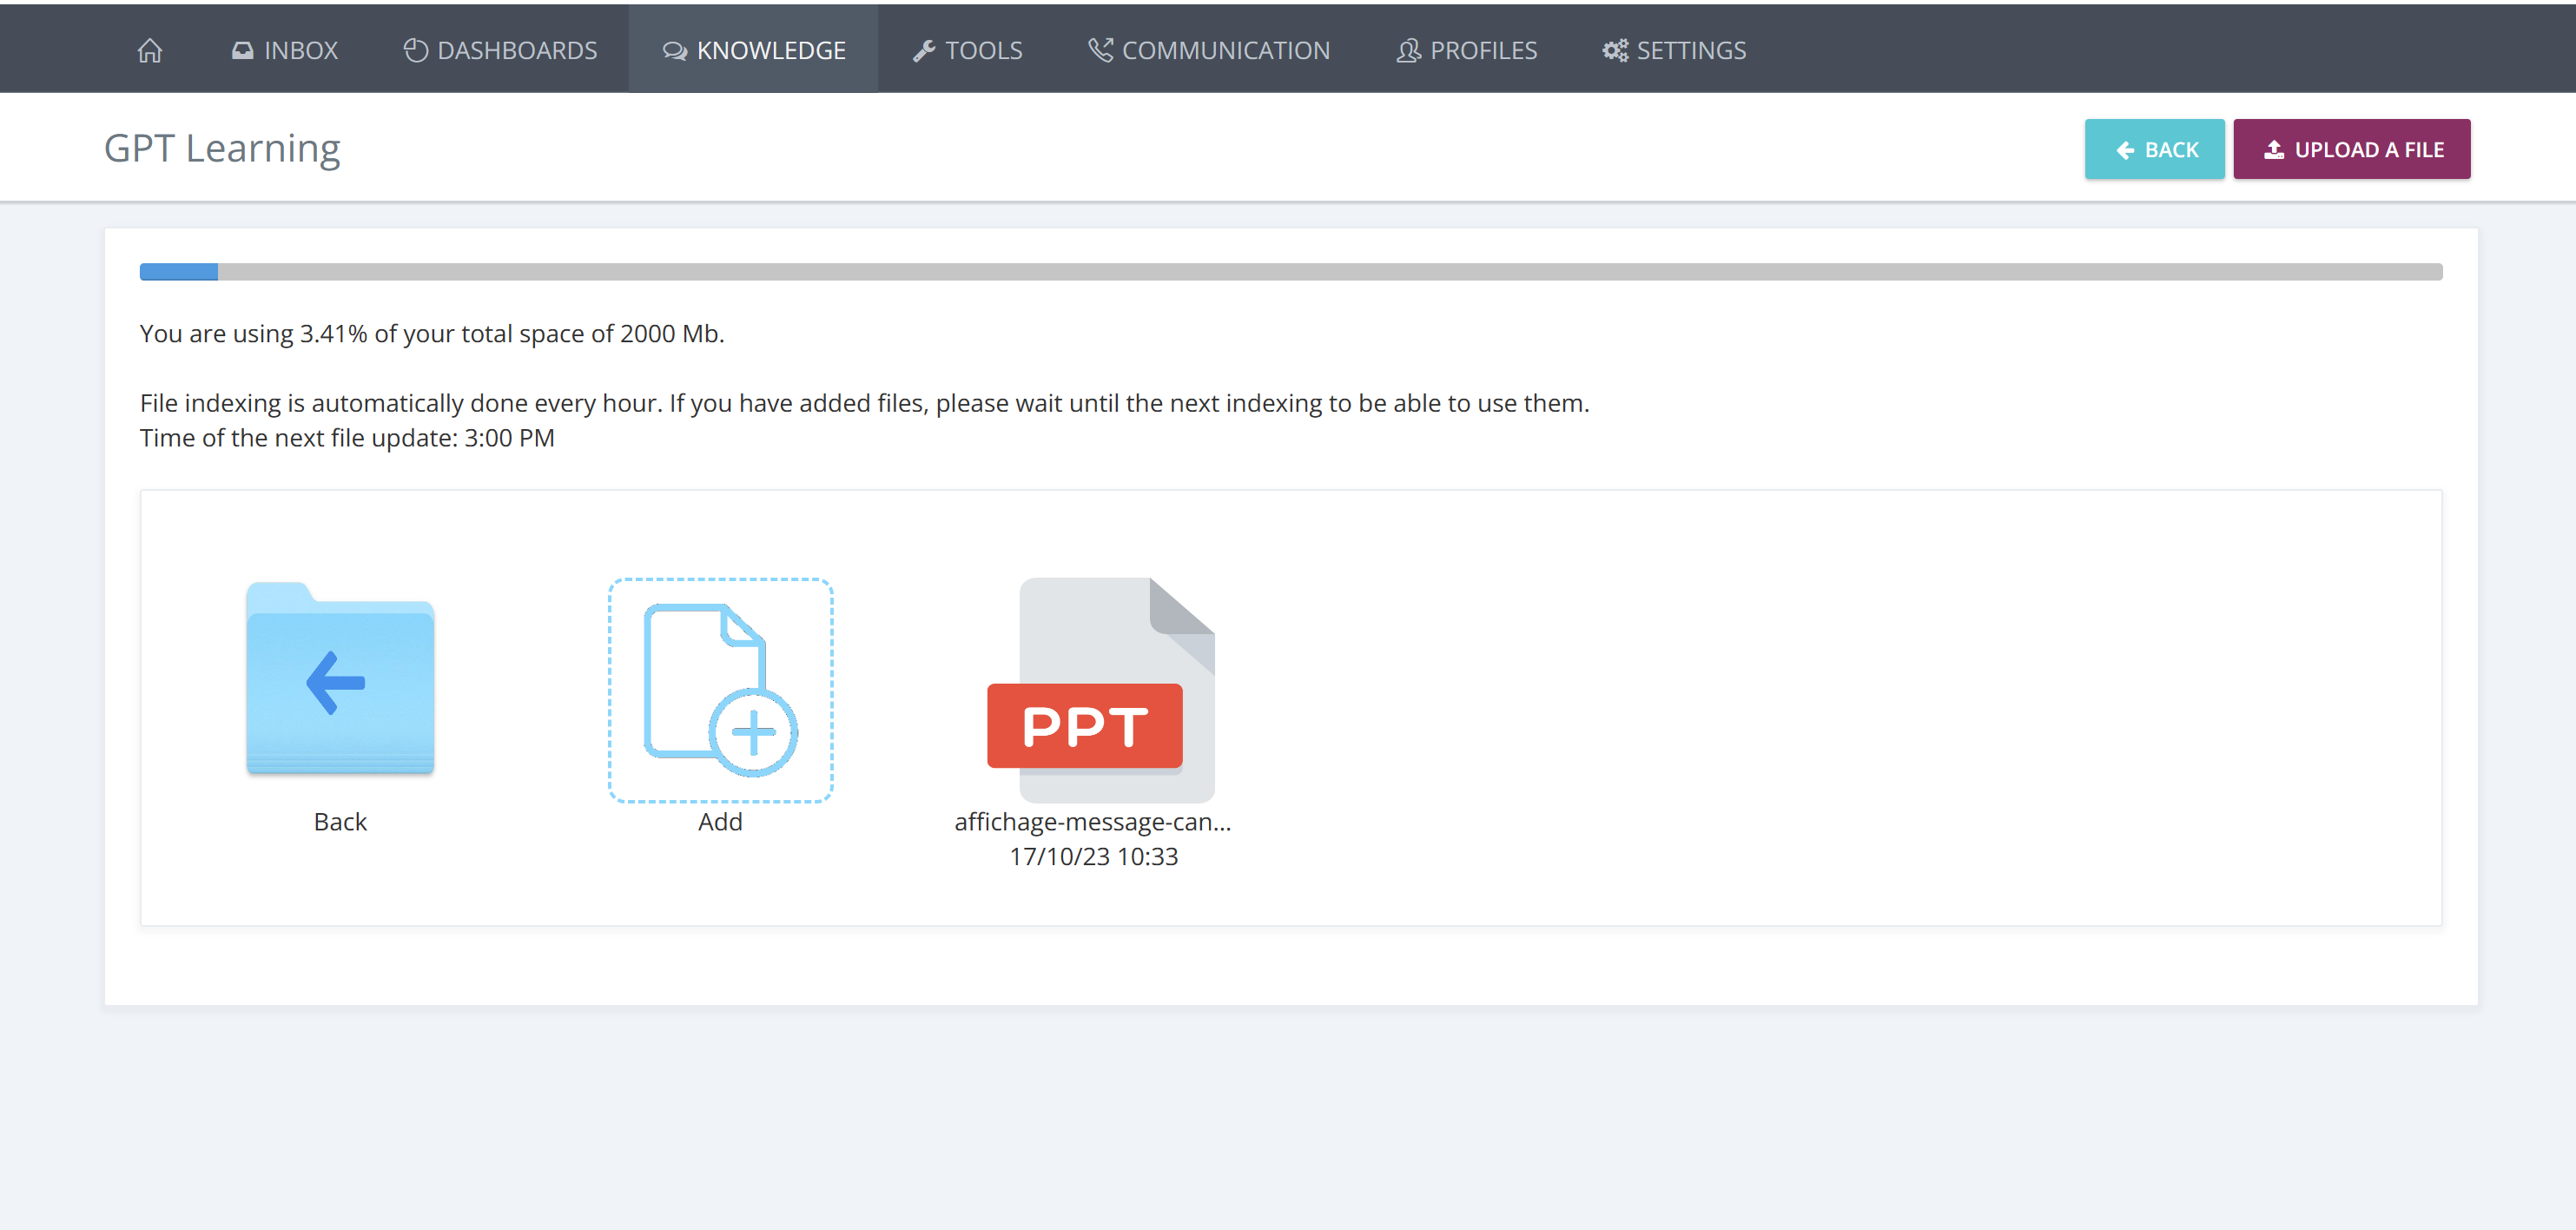 INBOX DASHBOARDS KNOWLEDGE TOOLS COMMUNICATION PROFILES SETTINGS
GPT Learning
BACK UPLOAD A FILE
You are using 3.41% of your total space of 2000 Mb.
File indexing is automatically done every hour. If you have added files, please wait until the next indexing to be able to use them.
Time of the next file update: 3:00 PM
PPT
Back Add affichage-message-can...
17/10/23 10:33